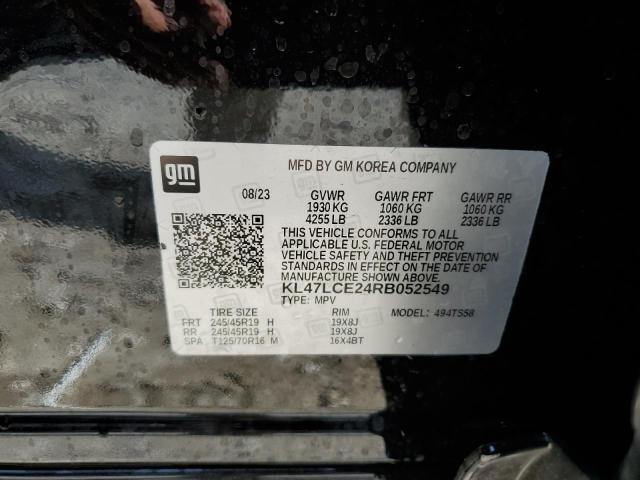 gm
MFD BY GM KOREA COMPANY
08/23 GVWR GAWR FRT GAWR RR
1930 KG 1060 KG 1060 KG
4255 LB 2336 LB 2336 LB
THIS VEHICLE CONFORMS TO ALL
APPLICABLE U.S. FEDERAL MOTOR
VEHICLE SAFETY AND THEFT PREVENTION
STANDARDS IN EFFECT ON THE DATE OF
MANUFACTURE SHOWN ABOVE.
KL47LCE24RB052549
TYPE: MPV MODEL: 494TS58
TIRE SIZE
FRT 245/45R19 H 19X8J
RR 245/45R19 H 19X8J
SPA T125/70R16 M 16X4BT